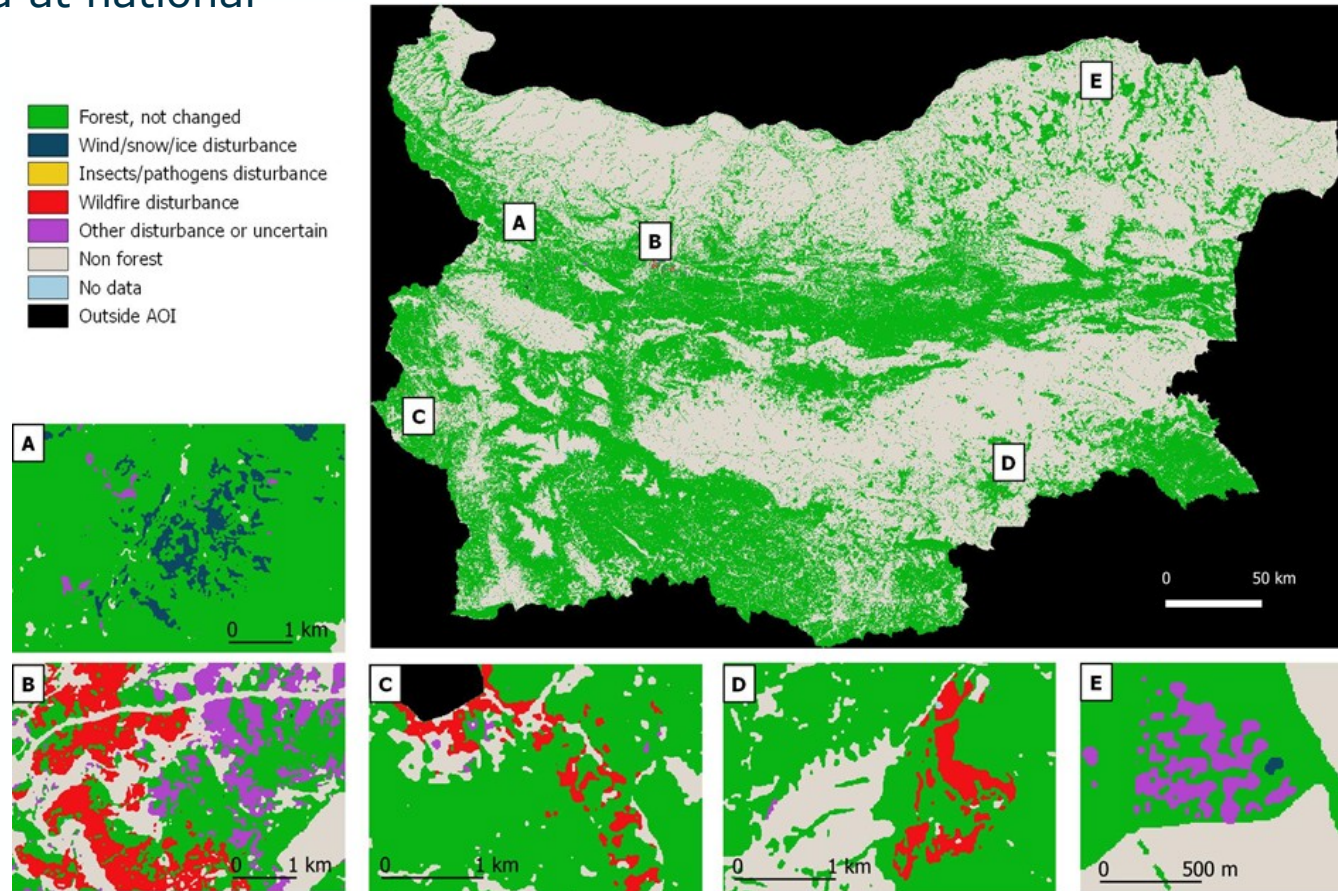 at national
Forest, not changed
Wind/snow/ice disturbance
Insects/pathogens disturbance
Wildfire disturbance
Other disturbance or uncertain
Non forest
No data
Outside AOI
E
A
B
C
D
0 50 km
A
0 1 km
B
0 1 km
C
0 1 km
D
0 1 km
E
0 500 m